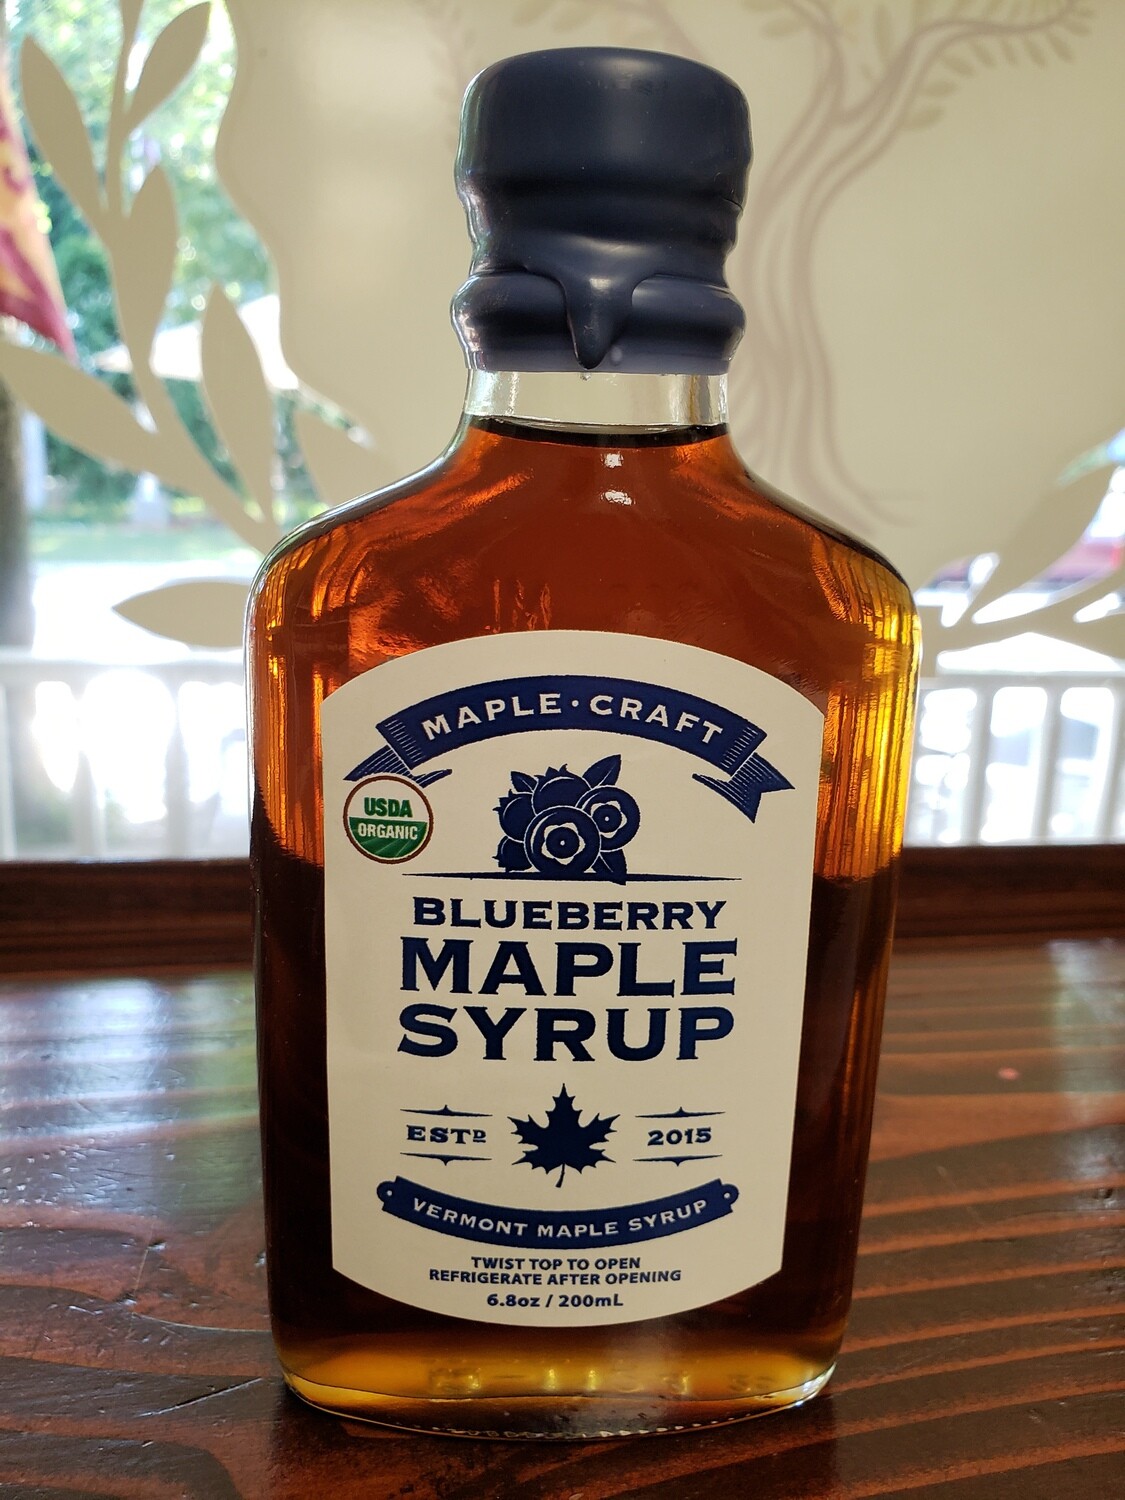 MAPLE·CRAFT
USDA
ORGANIC
BLUEBERRY
MAPLE
SYRUP
ESTD 2015
VERMONT MAPLE SYRUP
TWIST TOP TO OPEN
REFRIGERATE AFTER OPENING
6.8oz / 200mL